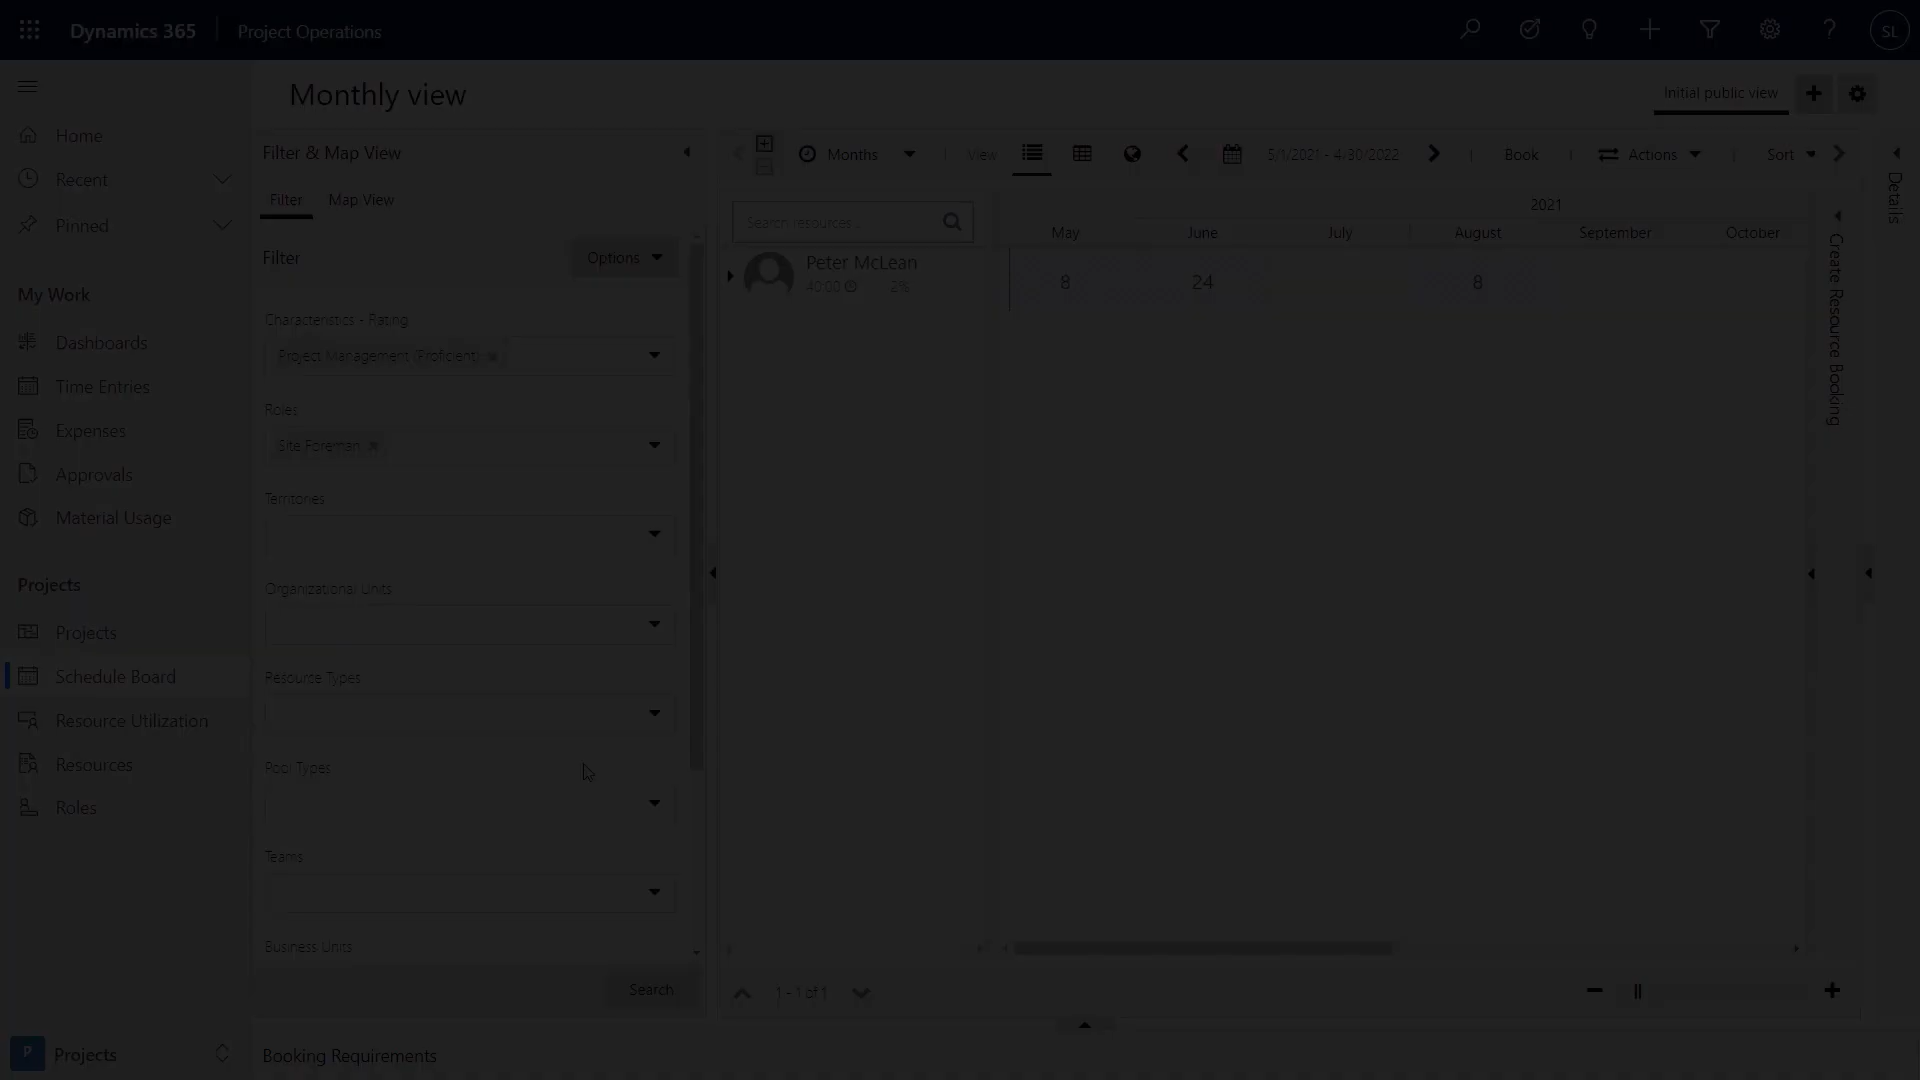 Dynamics 365
Project Operations
SL
Monthly view
Initial public view
Home
Recent
Pinned
My Work
Dashboards
Time Entries
Expenses
Approvals
Material Usage
Projects
Projects
Schedule Board
Resource Utilization
Resources
Roles
P
Projects
Filter & Map View
Filter
Map View
Filter
Options
Characteristics - Rating
Project Management (Proficient)
Roles
Site Foreman
Territories
Organizational Units
Resource Types
Pool Types
Teams
Business Units
Search
Months
View
5/1/2021 - 4/30/2022
Book
Actions
Sort
Search resources...
2021
May
June
July
August
September
October
Peter McLean
40:00
2%
8
24
8
1 - 1 of 1
Booking Requirements
Create Resource Booking
Details